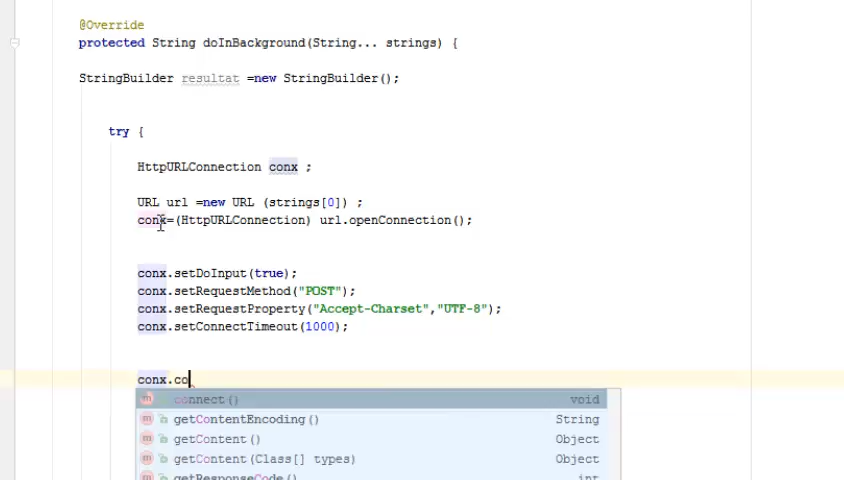 @Override
protected String doInBackground(String... strings) {
StringBuilder resultat =new StringBuilder();
try {
HttpURLConnection conx ;
URL url =new URL (strings[0]) ;
conx=(HttpURLConnection) url.openConnection();
conx.setDoInput(true);
conx.setRequestMethod("POST");
conx.setRequestProperty("Accept-Charset","UTF-8");
conx.setConnectTimeout(1000);
conx.co
m connect() void
m getContentEncoding() String
m getContent() Object
m getContent(Class[] types) Object
m getResponseCode() int